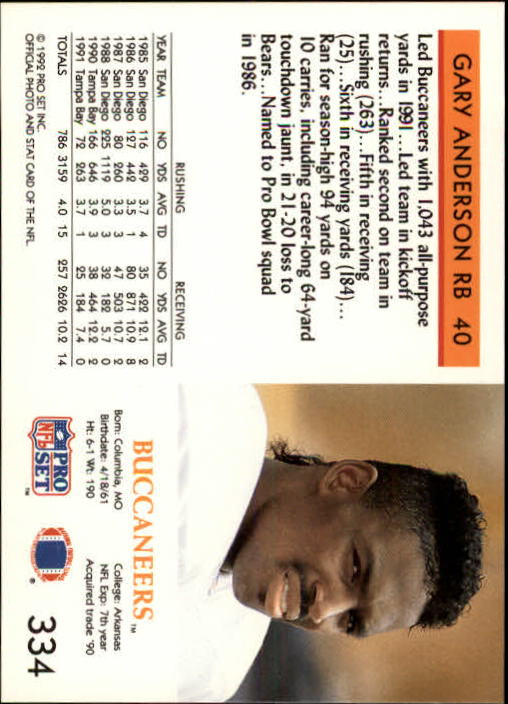 GARY ANDERSON RB 40
Led Buccaneers with 1,043 all-purpose
yards in 1991...Led team in kickoff
returns...Ranked second on team in
rushing (263)...Fifth in receiving
(25)...Sixth in receiving yards (184)...
Ran for season-high 94 yards on
10 carries, including career-long 64-yard
touchdown jaunt, in 21-20 loss to
Bears...Named to Pro Bowl squad
in 1986.
RUSHING RECEIVING
YEAR TEAM NO YDS AVG TD NO YDS AVG TD
1985 San Diego 116 429 3.7 4 35 422 12.1 2
1986 San Diego 127 442 3.5 1 80 871 10.9 8
1987 San Diego 80 260 3.3 3 47 503 10.7 2
1988 San Diego 225 1119 5.0 3 32 182 5.7 0
1990 Tampa Bay 166 646 3.9 3 38 464 12.2 2
1991 Tampa Bay 72 263 3.7 1 25 184 7.4 0
TOTALS 786 3159 4.0 15 257 2626 10.2 14
© 1992 PRO SET INC.
OFFICIAL PHOTO AND STAT CARD OF THE NFL.
BUCCANEERS™
Born: Columbia, MO College: Arkansas
Birthdate: 4/18/61 NFL Exp: 7th year
Ht: 6-1 Wt: 190 Acquired trade '90
PRO
NFL SET™
®
334